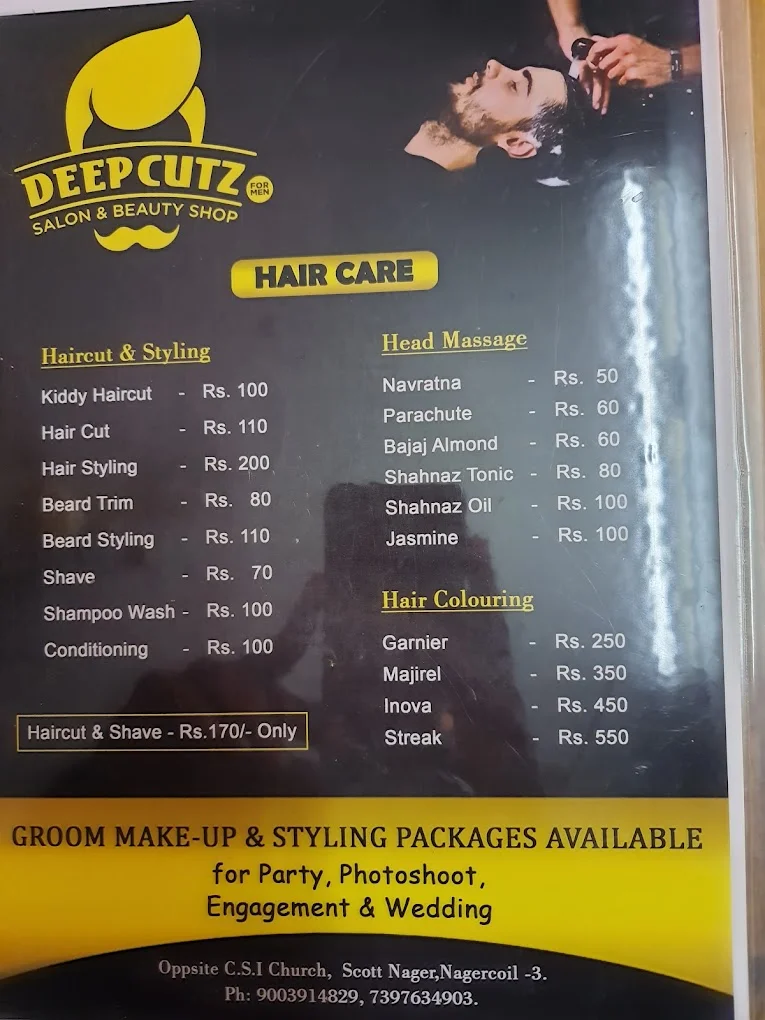 DEEP CUTZ
FOR MEN
SALON & BEAUTY SHOP
HAIR CARE
Haircut & Styling
Kiddy Haircut - Rs. 100
Hair Cut - Rs. 110
Hair Styling - Rs. 200
Beard Trim - Rs. 80
Beard Styling - Rs. 110
Shave - Rs. 70
Shampoo Wash - Rs. 100
Conditioning - Rs. 100
Haircut & Shave - Rs.170/- Only
Head Massage
Navratna - Rs. 50
Parachute - Rs. 60
Bajaj Almond - Rs. 60
Shahnaz Tonic - Rs. 80
Shahnaz Oil - Rs. 100
Jasmine - Rs. 100
Hair Colouring
Garnier - Rs. 250
Majirel - Rs. 350
Inova - Rs. 450
Streak - Rs. 550
GROOM MAKE-UP & STYLING PACKAGES AVAILABLE
for Party, Photoshoot,
Engagement & Wedding
Oppsite C.S.I Church, Scott Nager,Nagercoil -3.
Ph: 9003914829, 7397634903.